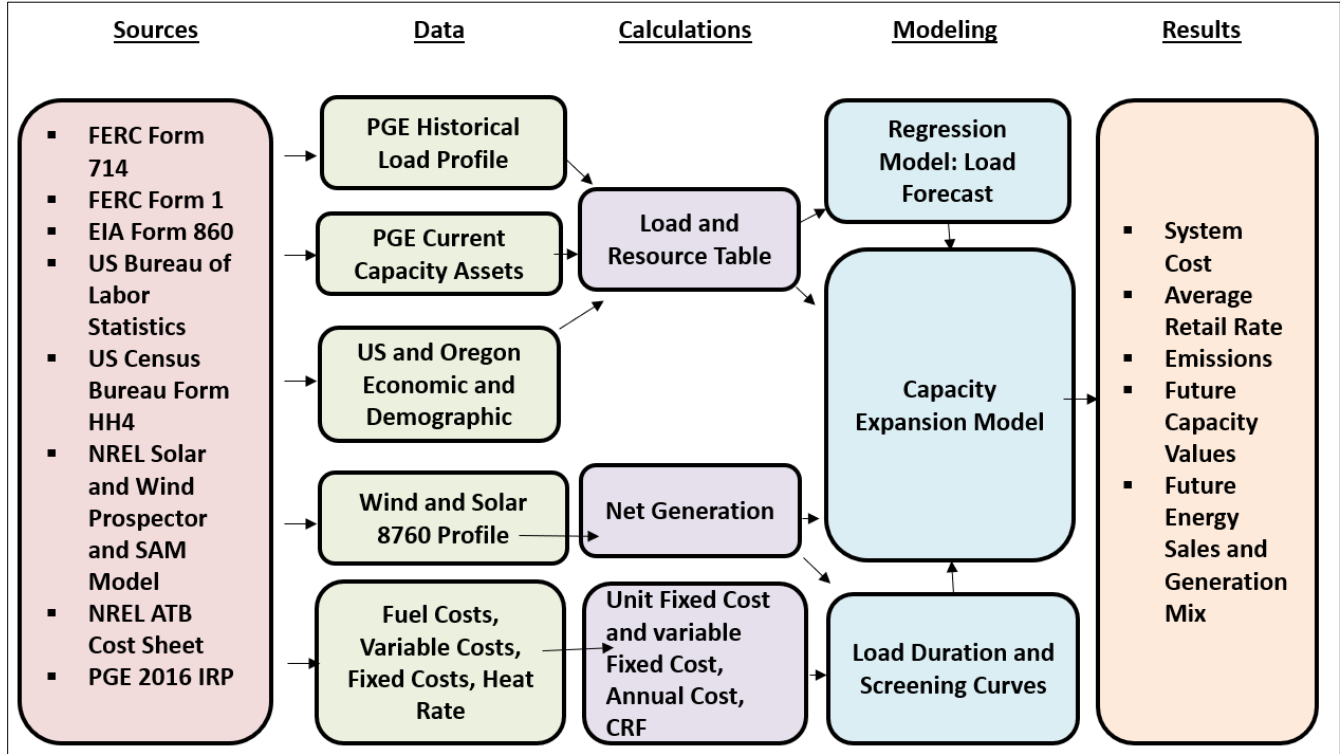 Sources
Data
Calculations
Modeling
Results
▪ FERC Form
714
▪ FERC Form 1
▪ EIA Form 860
▪ US Bureau of
Labor
Statistics
▪ US Census
Bureau Form
HH4
▪ NREL Solar
and Wind
Prospector
and SAM
Model
▪ NREL ATB
Cost Sheet
▪ PGE 2016 IRP
PGE Historical
Load Profile
PGE Current
Capacity Assets
US and Oregon
Economic and
Demographic
Wind and Solar
8760 Profile
Fuel Costs,
Variable Costs,
Fixed Costs, Heat
Rate
Load and
Resource Table
Net Generation
Unit Fixed Cost
and variable
Fixed Cost,
Annual Cost,
CRF
Regression
Model: Load
Forecast
Capacity
Expansion Model
Load Duration and
Screening Curves
▪ System
Cost
▪ Average
Retail Rate
▪ Emissions
▪ Future
Capacity
Values
▪ Future
Energy
Sales and
Generation
Mix